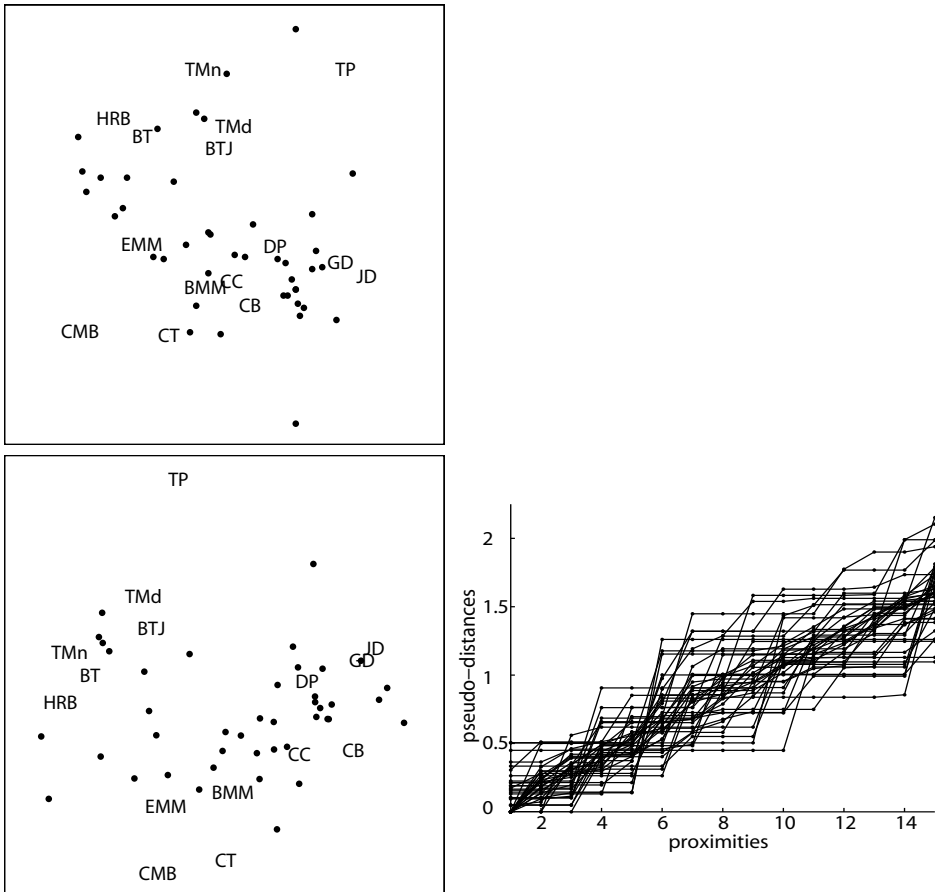 TMn
TP
HRB
BT
TMd
BTJ
EMM
DP
GD
JD
BMM
CC
CB
CMB
CT
TP
TMd
BTJ
TMn
BT
HRB
JD
GD
DP
CB
CC
BMM
EMM
CT
CMB
2
1.5
1
0.5
0
pseudo-distances
2 4 6 8 10 12 14
proximities